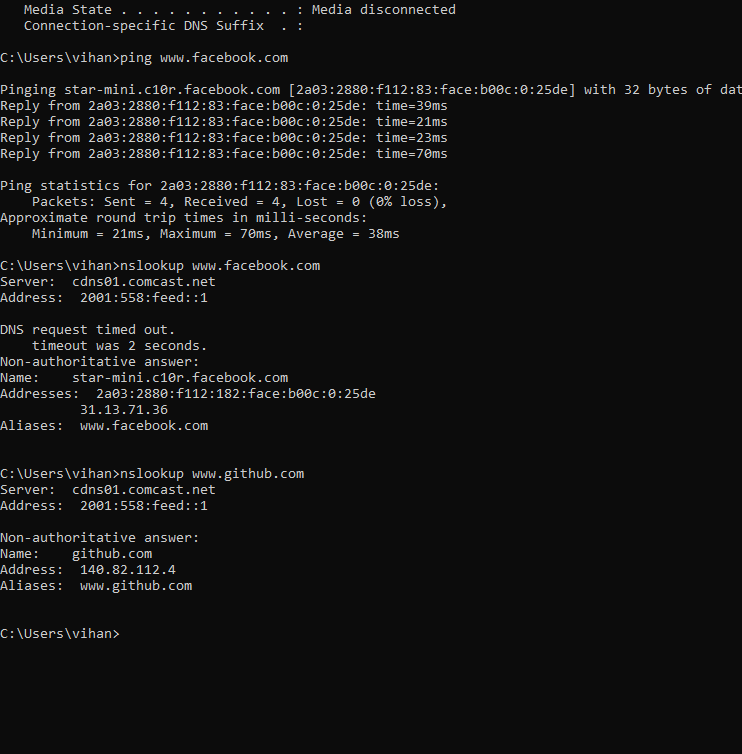 Media State . . . . . . . . . . . : Media disconnected
Connection-specific DNS Suffix  . :
C:\Users\vihan>ping www.facebook.com
Pinging star-mini.c10r.facebook.com [2a03:2880:f112:83:face:b00c:0:25de] with 32 bytes of dat
Reply from 2a03:2880:f112:83:face:b00c:0:25de: time=39ms
Reply from 2a03:2880:f112:83:face:b00c:0:25de: time=21ms
Reply from 2a03:2880:f112:83:face:b00c:0:25de: time=23ms
Reply from 2a03:2880:f112:83:face:b00c:0:25de: time=70ms
Ping statistics for 2a03:2880:f112:83:face:b00c:0:25de:
Packets: Sent = 4, Received = 4, Lost = 0 (0% loss),
Approximate round trip times in milli-seconds:
Minimum = 21ms, Maximum = 70ms, Average = 38ms
C:\Users\vihan>nslookup www.facebook.com
Server:  cdns01.comcast.net
Address:  2001:558:feed::1
DNS request timed out.
timeout was 2 seconds.
Non-authoritative answer:
Name:    star-mini.c10r.facebook.com
Addresses:  2a03:2880:f112:182:face:b00c:0:25de
31.13.71.36
Aliases:  www.facebook.com
C:\Users\vihan>nslookup www.github.com
Server:  cdns01.comcast.net
Address:  2001:558:feed::1
Non-authoritative answer:
Name:    github.com
Address:  140.82.112.4
Aliases:  www.github.com
C:\Users\vihan>